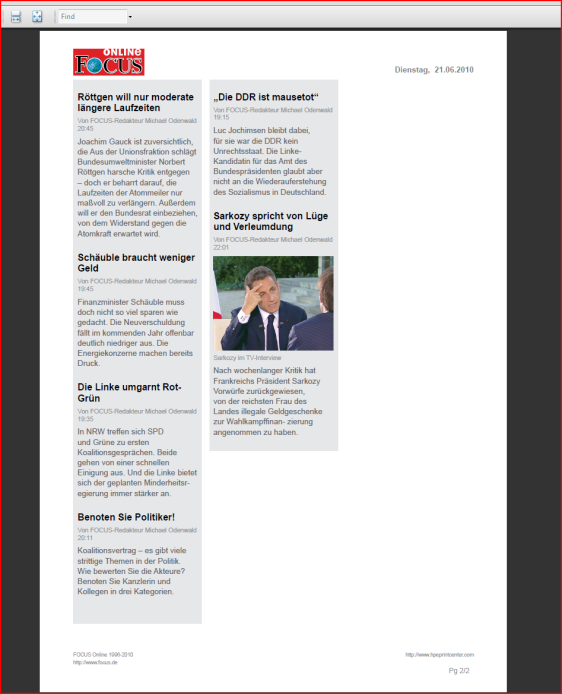 Find
ONLINE
FOCUS
Dienstag, 21.06.2010
Röttgen will nur moderate
längere Laufzeiten
Von FOCUS-Redakteur Michael Odenwald
20:45
Joachim Gauck ist zuversichtlich,
die Aus der Unionsfraktion schlägt
Bundesumweltminister Norbert
Röttgen harsche Kritik entgegen
– doch er beharrt darauf, die
Laufzeiten der Atommeiler nur
maßvoll zu verlängern. Außerdem
will er den Bundesrat einbeziehen,
von dem Widerstand gegen die
Atomkraft erwartet wird.
Schäuble braucht weniger
Geld
Von FOCUS-Redakteur Michael Odenwald
19:45
Finanzminister Schäuble muss
doch nicht so viel sparen wie
gedacht. Die Neuverschuldung
fällt im kommenden Jahr offenbar
deutlich niedriger aus. Die
Energiekonzerne machen bereits
Druck.
Die Linke umgarnt Rot-
Grün
Von FOCUS-Redakteur Michael Odenwald
19:35
In NRW treffen sich SPD
und Grüne zu ersten
Koalitionsgesprächen. Beide
gehen von einer schnellen
Einigung aus. Und die Linke bietet
sich der geplanten Minderheitsr-
egierung immer stärker an.
Benoten Sie Politiker!
Von FOCUS-Redakteur Michael Odenwald
20:11
Koalitionsvertrag – es gibt viele
strittige Themen in der Politik.
Wie bewerten Sie die Akteure?
Benoten Sie Kanzlerin und
Kollegen in drei Kategorien.
„Die DDR ist mausetot“
Von FOCUS-Redakteur Michael Odenwald
19:15
Luc Jochimsen bleibt dabei,
für sie war die DDR kein
Unrechtsstaat. Die Linke-
Kandidatin für das Amt des
Bundespräsidenten glaubt aber
nicht an die Wiederauferstehung
des Sozialismus in Deutschland.
Sarkozy spricht von Lüge
und Verleumdung
Von FOCUS-Redakteur Michael Odenwald
22:01
Sarkozy im TV-Interview
Nach wochenlanger Kritik hat
Frankreichs Präsident Sarkozy
Vorwürfe zurückgewiesen,
von der reichsten Frau des
Landes illegale Geldgeschenke
zur Wahlkampffinan- zierung
angenommen zu haben.
FOCUS Online 1996-2010
http://www.focus.de
http://www.hpeprintcenter.com
Pg 2/2